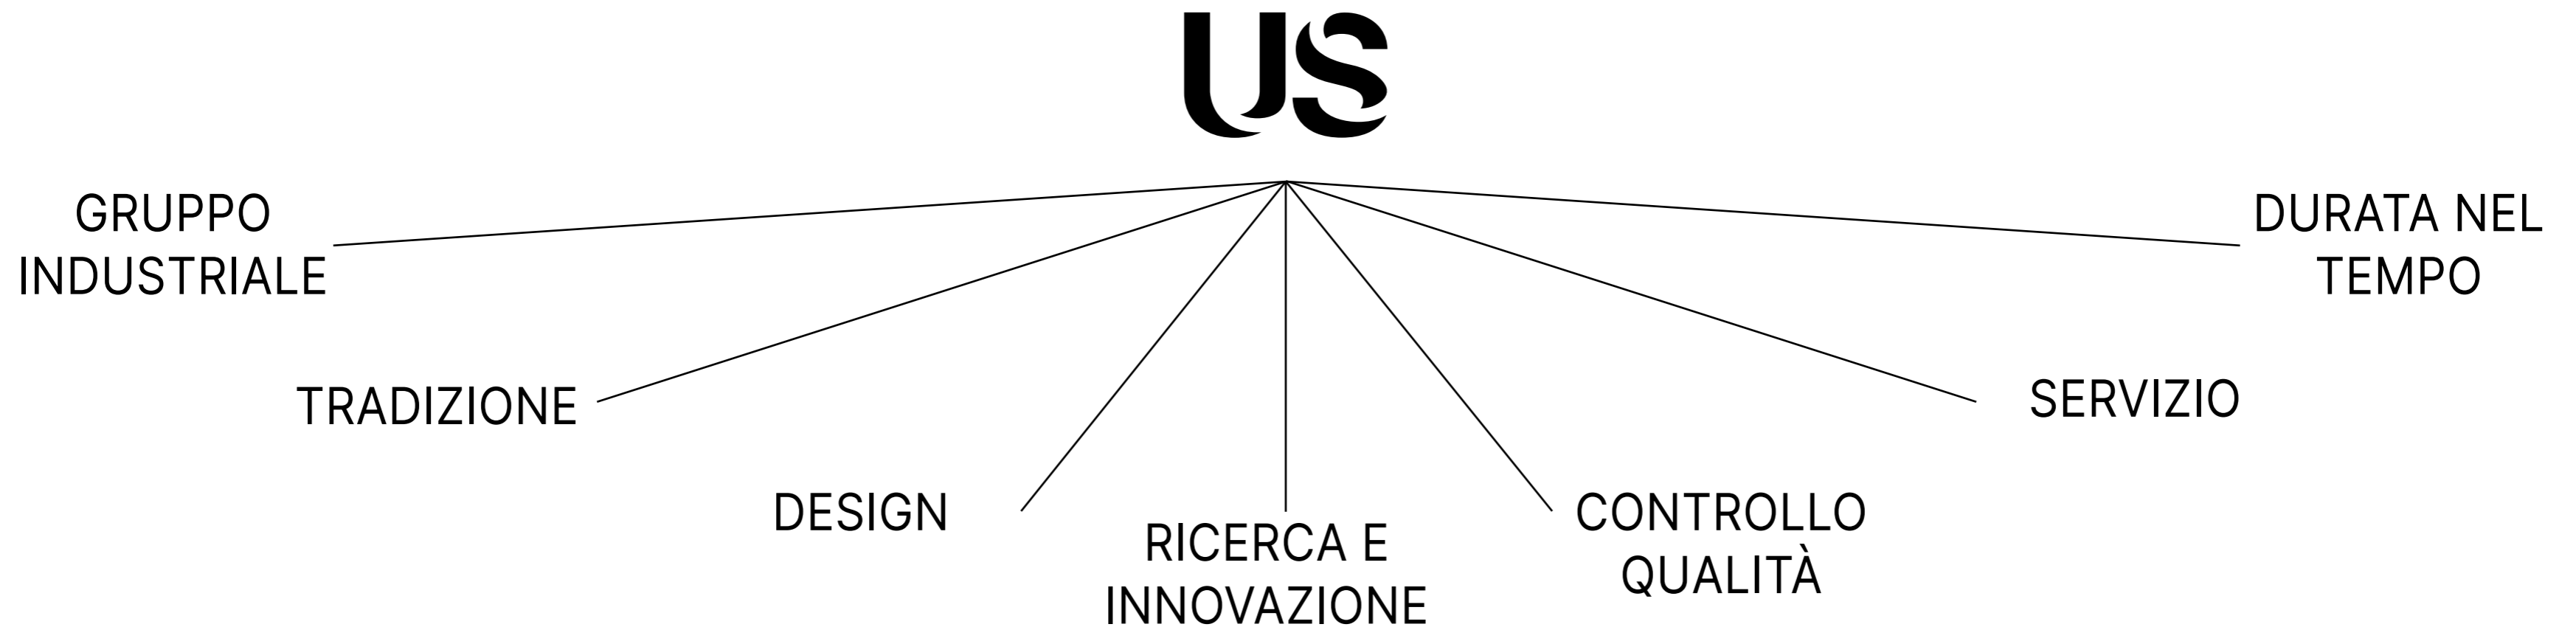 US
GRUPPO
INDUSTRIALE
TRADIZIONE
DESIGN
RICERCA E
INNOVAZIONE
CONTROLLO
QUALITÀ
SERVIZIO
DURATA NEL
TEMPO